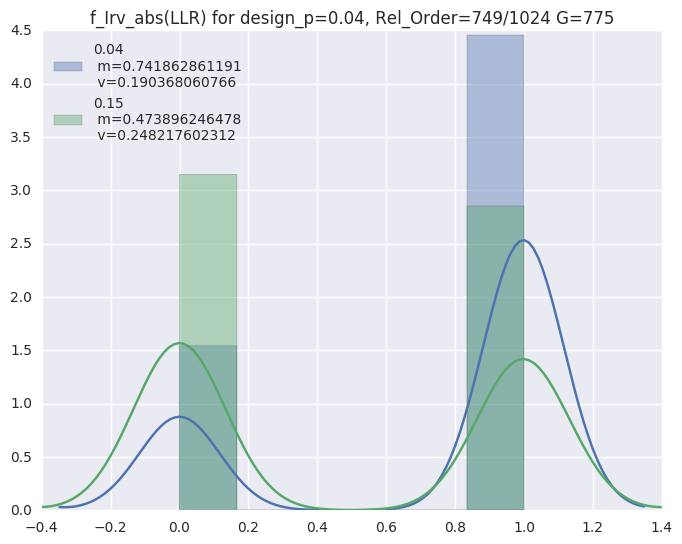 f_Irv_abs(LLR) for design_p=0.04, Rel_Order=749/1024 G=775
4.5
4.0
3.5
3.0
2.5
2.0
1.5
1.0
0.5
0.0
0.04
m=0.741862861191
v=0.190368060766
0.15
m=0.473896246478
v=0.248217602312
−0.4 −0.2 0.0 0.2 0.4 0.6 0.8 1.0 1.2 1.4